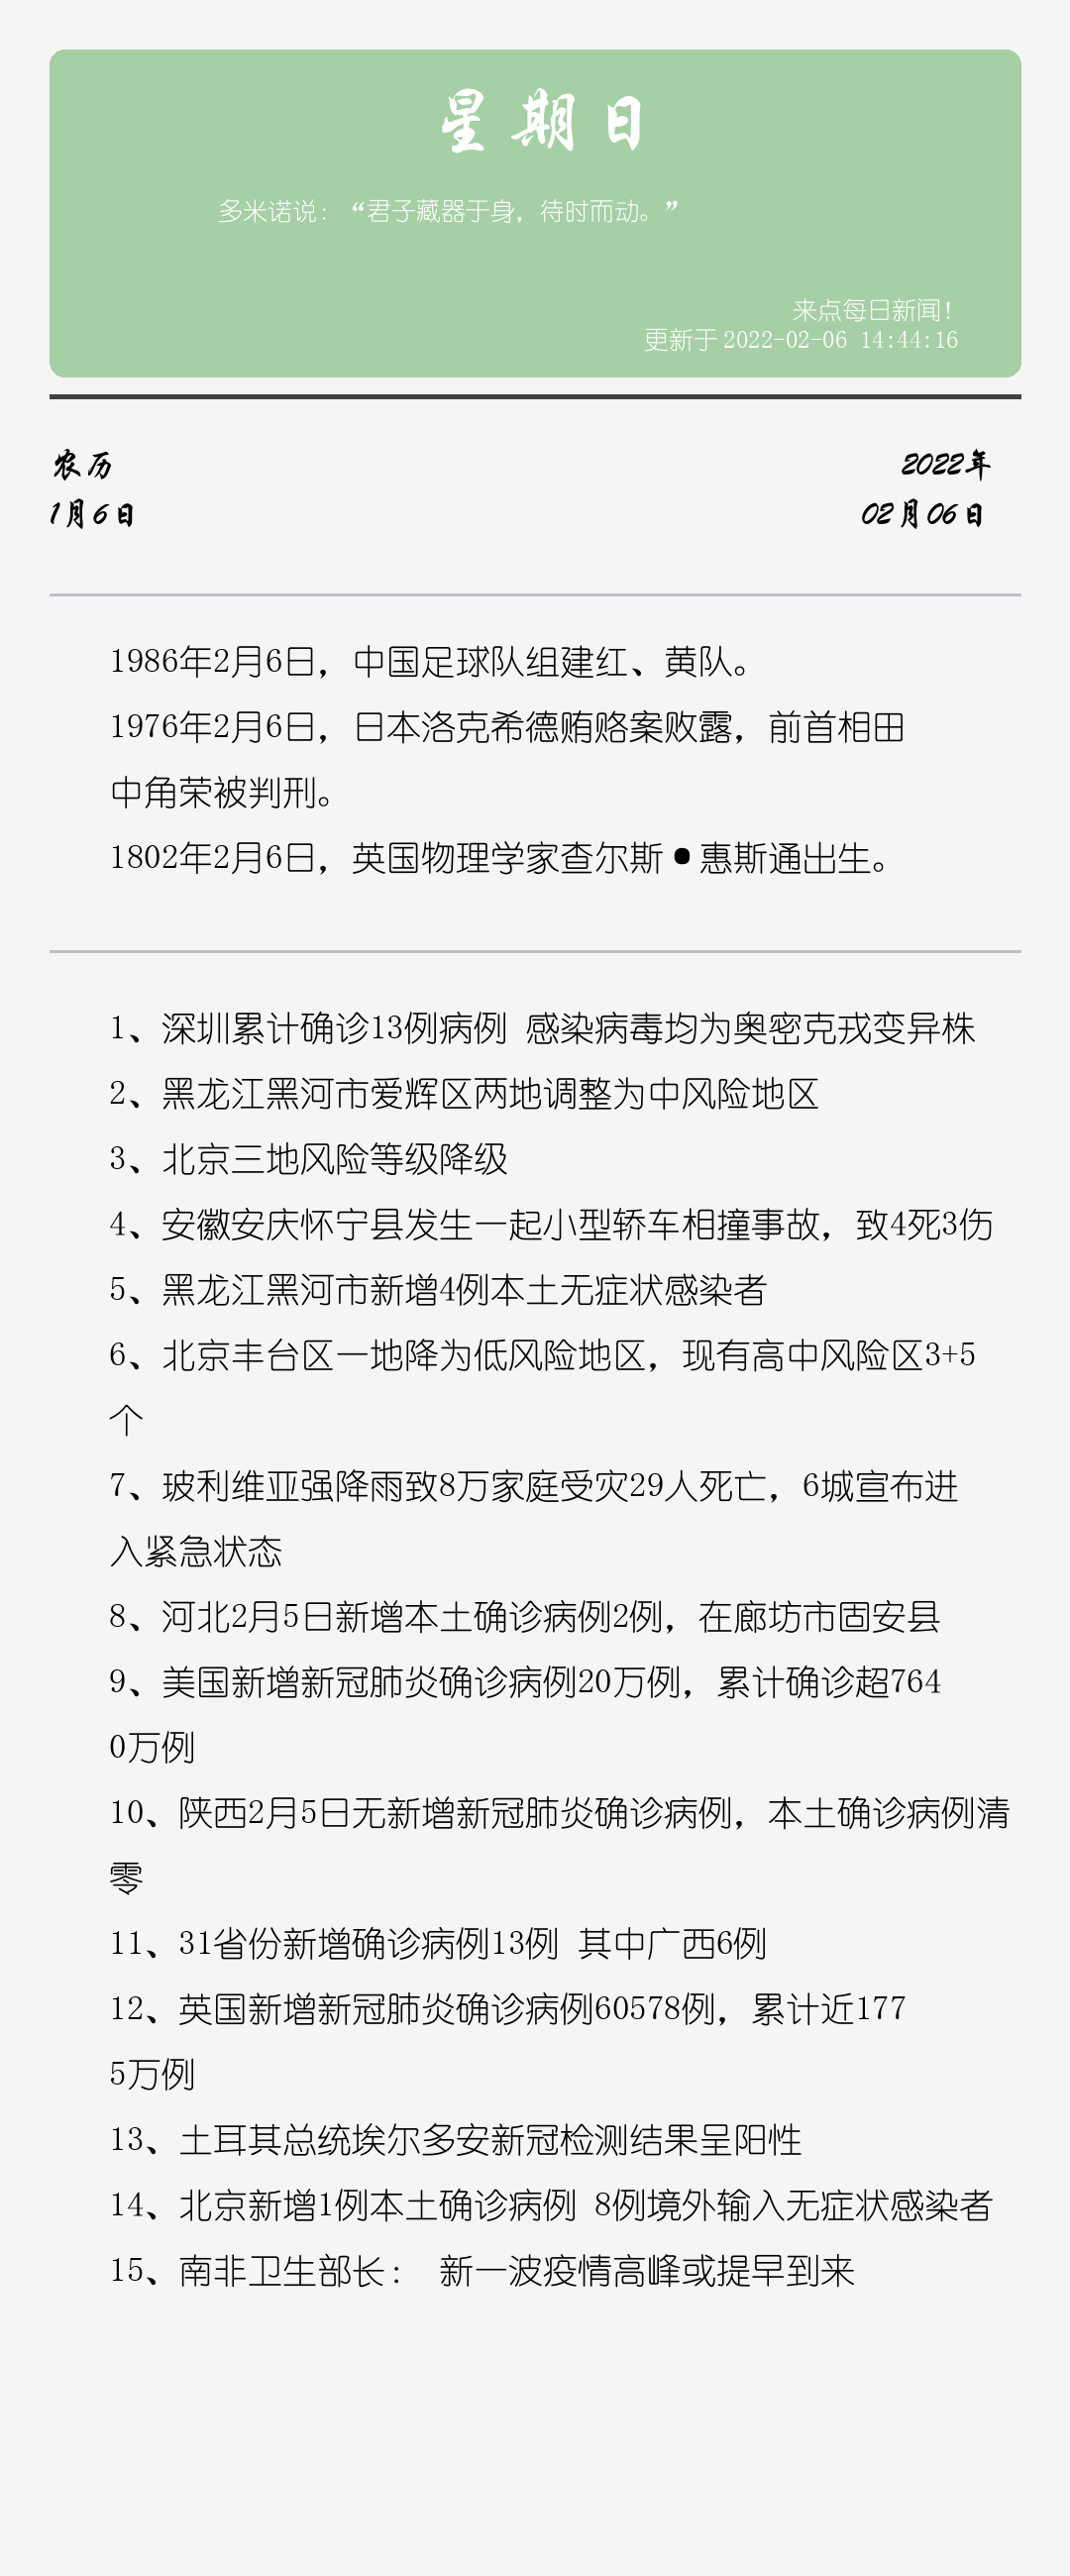 星期日
多米诺说：“君子藏器于身，待时而动。”
来点每日新闻！
更新于2022-02-06 14:44:16
农历
2022年
1月6日
02月06日
1986年2月6日，中国足球队组建红、黄队。
1976年2月6日，日本洛克希德贿赂案败露，前首相田
中角荣被判刑。
1802年2月6日，英国物理学家查尔斯•惠斯通出生。
1、深圳累计确诊13例病例 感染病毒均为奥密克戎变异株
2、黑龙江黑河市爱辉区两地调整为中风险地区
3、北京三地风险等级降级
4、安徽安庆怀宁县发生一起小型轿车相撞事故，致4死3伤
5、黑龙江黑河市新增4例本土无症状感染者
6、北京丰台区一地降为低风险地区，现有高中风险区3+5
个
7、玻利维亚强降雨致8万家庭受灾29人死亡，6城宣布进
入紧急状态
8、河北2月5日新增本土确诊病例2例，在廊坊市固安县
9、美国新增新冠肺炎确诊病例20万例，累计确诊超764
0万例
10、陕西2月5日无新增新冠肺炎确诊病例，本土确诊病例清
零
11、31省份新增确诊病例13例 其中广西6例
12、英国新增新冠肺炎确诊病例60578例，累计近177
5万例
13、土耳其总统埃尔多安新冠检测结果呈阳性
14、北京新增1例本土确诊病例 8例境外输入无症状感染者
15、南非卫生部长： 新一波疫情高峰或提早到来